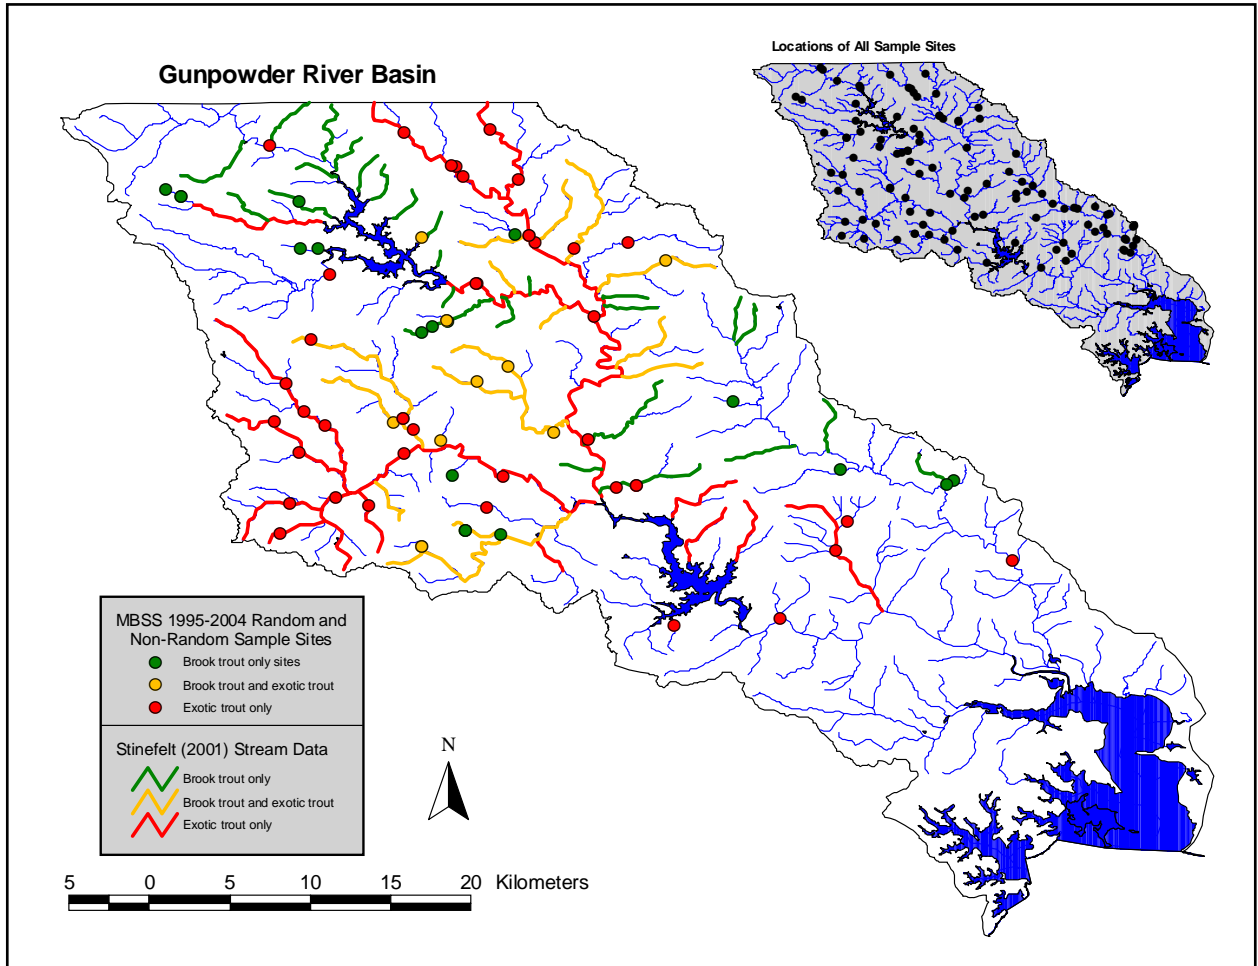 Locations of All Sample Sites
Gunpowder River Basin
MBSS 1995-2004 Random and
Non-Random Sample Sites
Brook trout only sites
Brook trout and exotic trout
Exotic trout only
Stinefelt (2001) Stream Data
Brook trout only
Brook trout and exotic trout
Exotic trout only
N
5 0 5 10 15 20 Kilometers